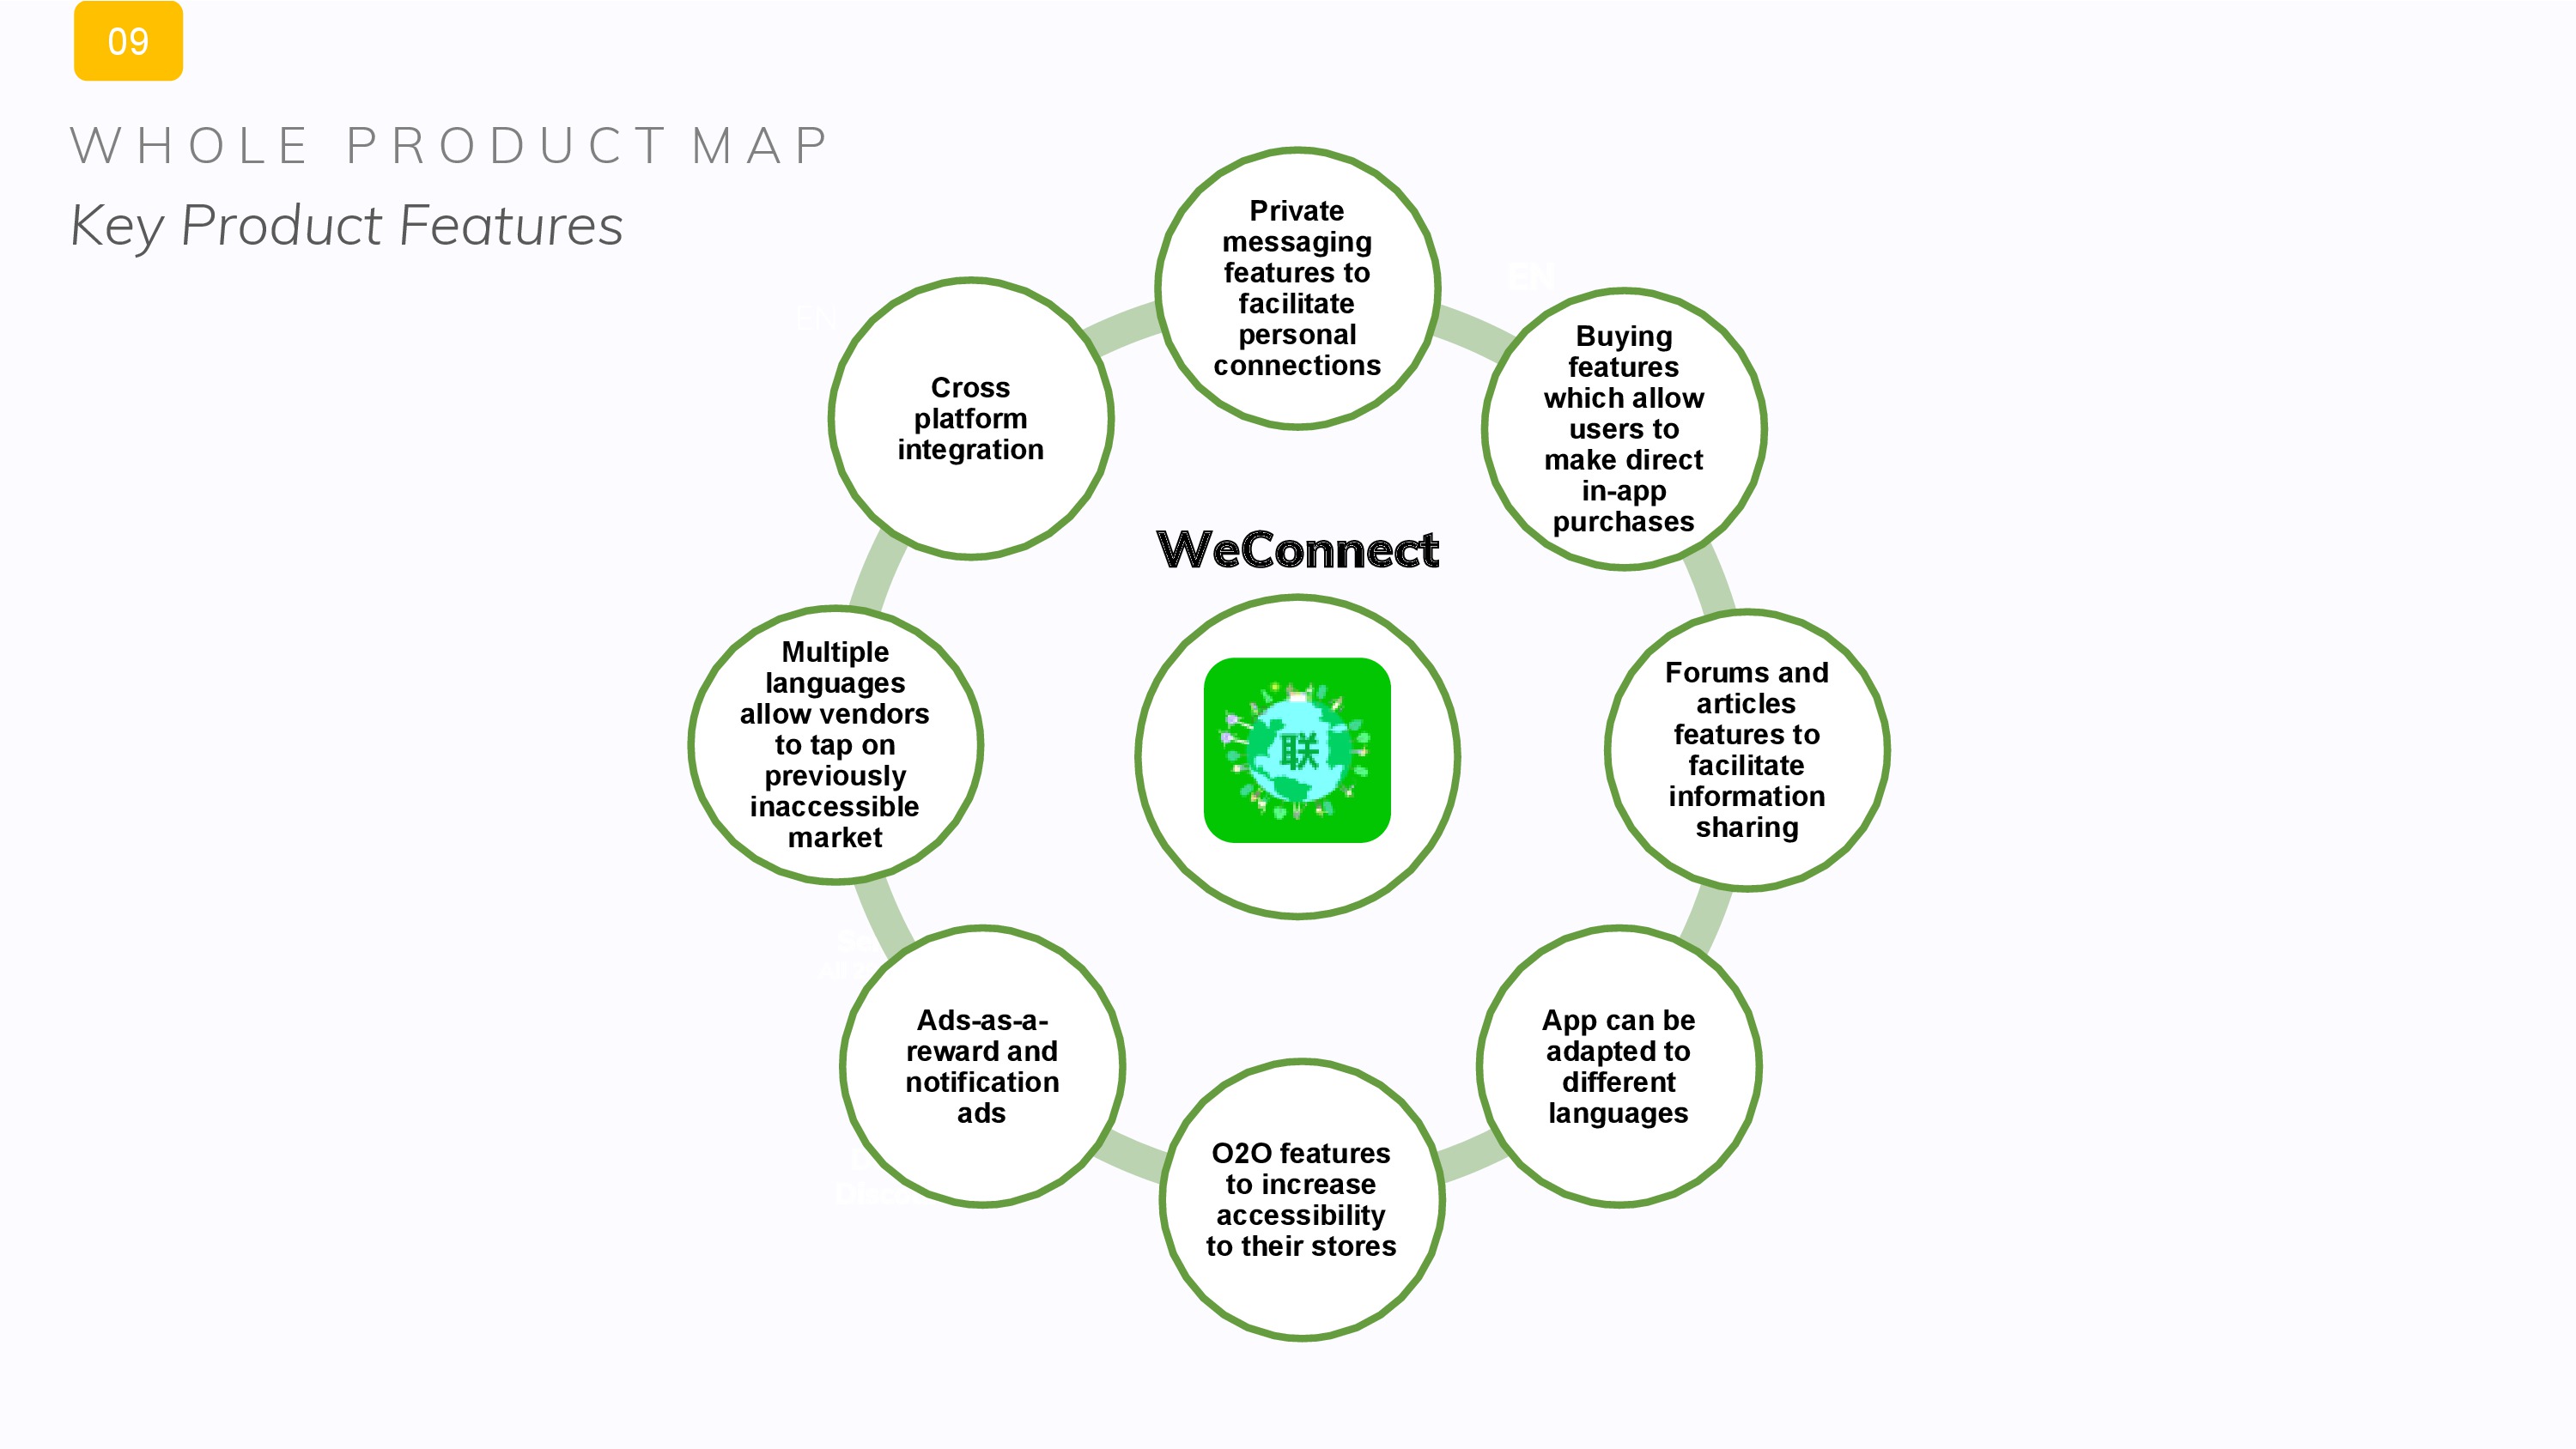 09
WHOLE PRODUCT MAP
Key Product Features
Private
messaging
features to
facilitate
personal
connections
EN
Buying
features
which allow
users to
make direct
in-app
purchases
EN
Cross
platform
integration
WeConnect
联
Multiple
languages
allow vendors
to tap on
previously
inaccessible
market
Forums and
articles
features to
facilitate
information
sharing
Ads-as-a-
reward and
notification
ads
App can be
adapted to
different
languages
O2O features
to increase
accessibility
to their stores